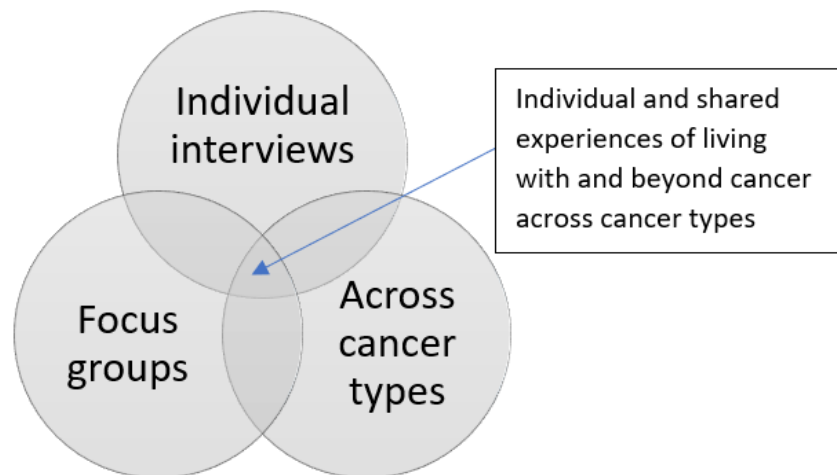 Individual
interviews
Individual and shared
experiences of living
with and beyond cancer
across cancer types
Focus
groups
Across
cancer
types